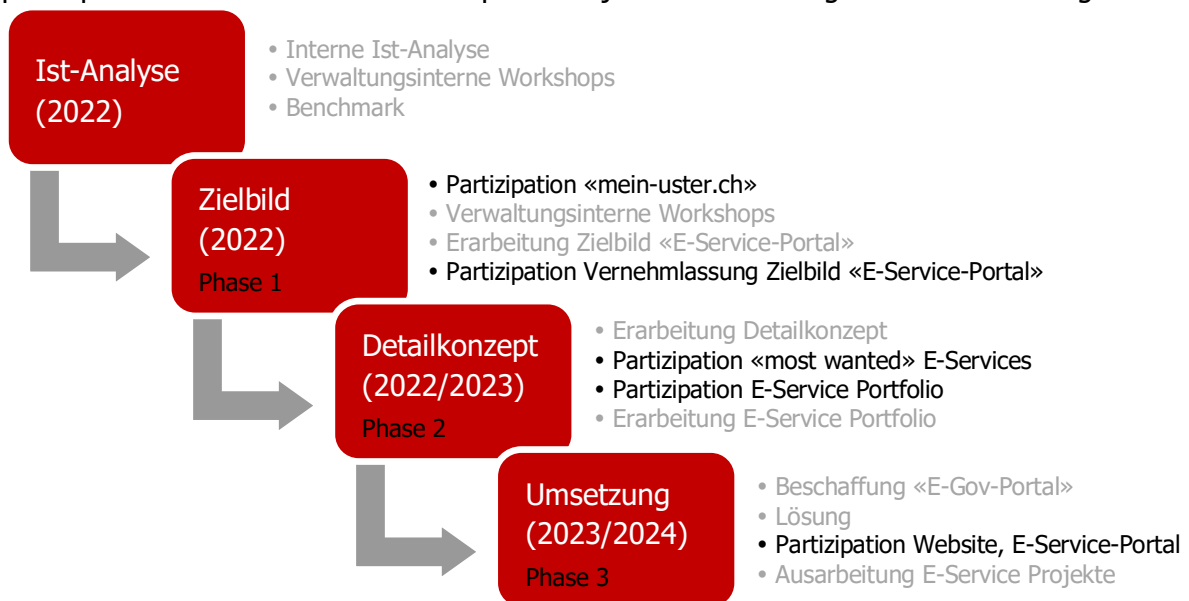 Ist-Analyse
(2022)
• Interne Ist-Analyse
• Verwaltungsinterne Workshops
• Benchmark
Zielbild
(2022)
Phase 1
• Partizipation «mein-uster.ch»
• Verwaltungsinterne Workshops
• Erarbeitung Zielbild «E-Service-Portal»
• Partizipation Vernehmlassung Zielbild «E-Service-Portal»
Detailkonzept
(2022/2023)
Phase 2
• Erarbeitung Detailkonzept
• Partizipation «most wanted» E-Services
• Partizipation E-Service Portfolio
• Erarbeitung E-Service Portfolio
Umsetzung
(2023/2024)
Phase 3
• Beschaffung «E-Gov-Portal»
• Lösung
• Partizipation Website, E-Service-Portal
• Ausarbeitung E-Service Projekte